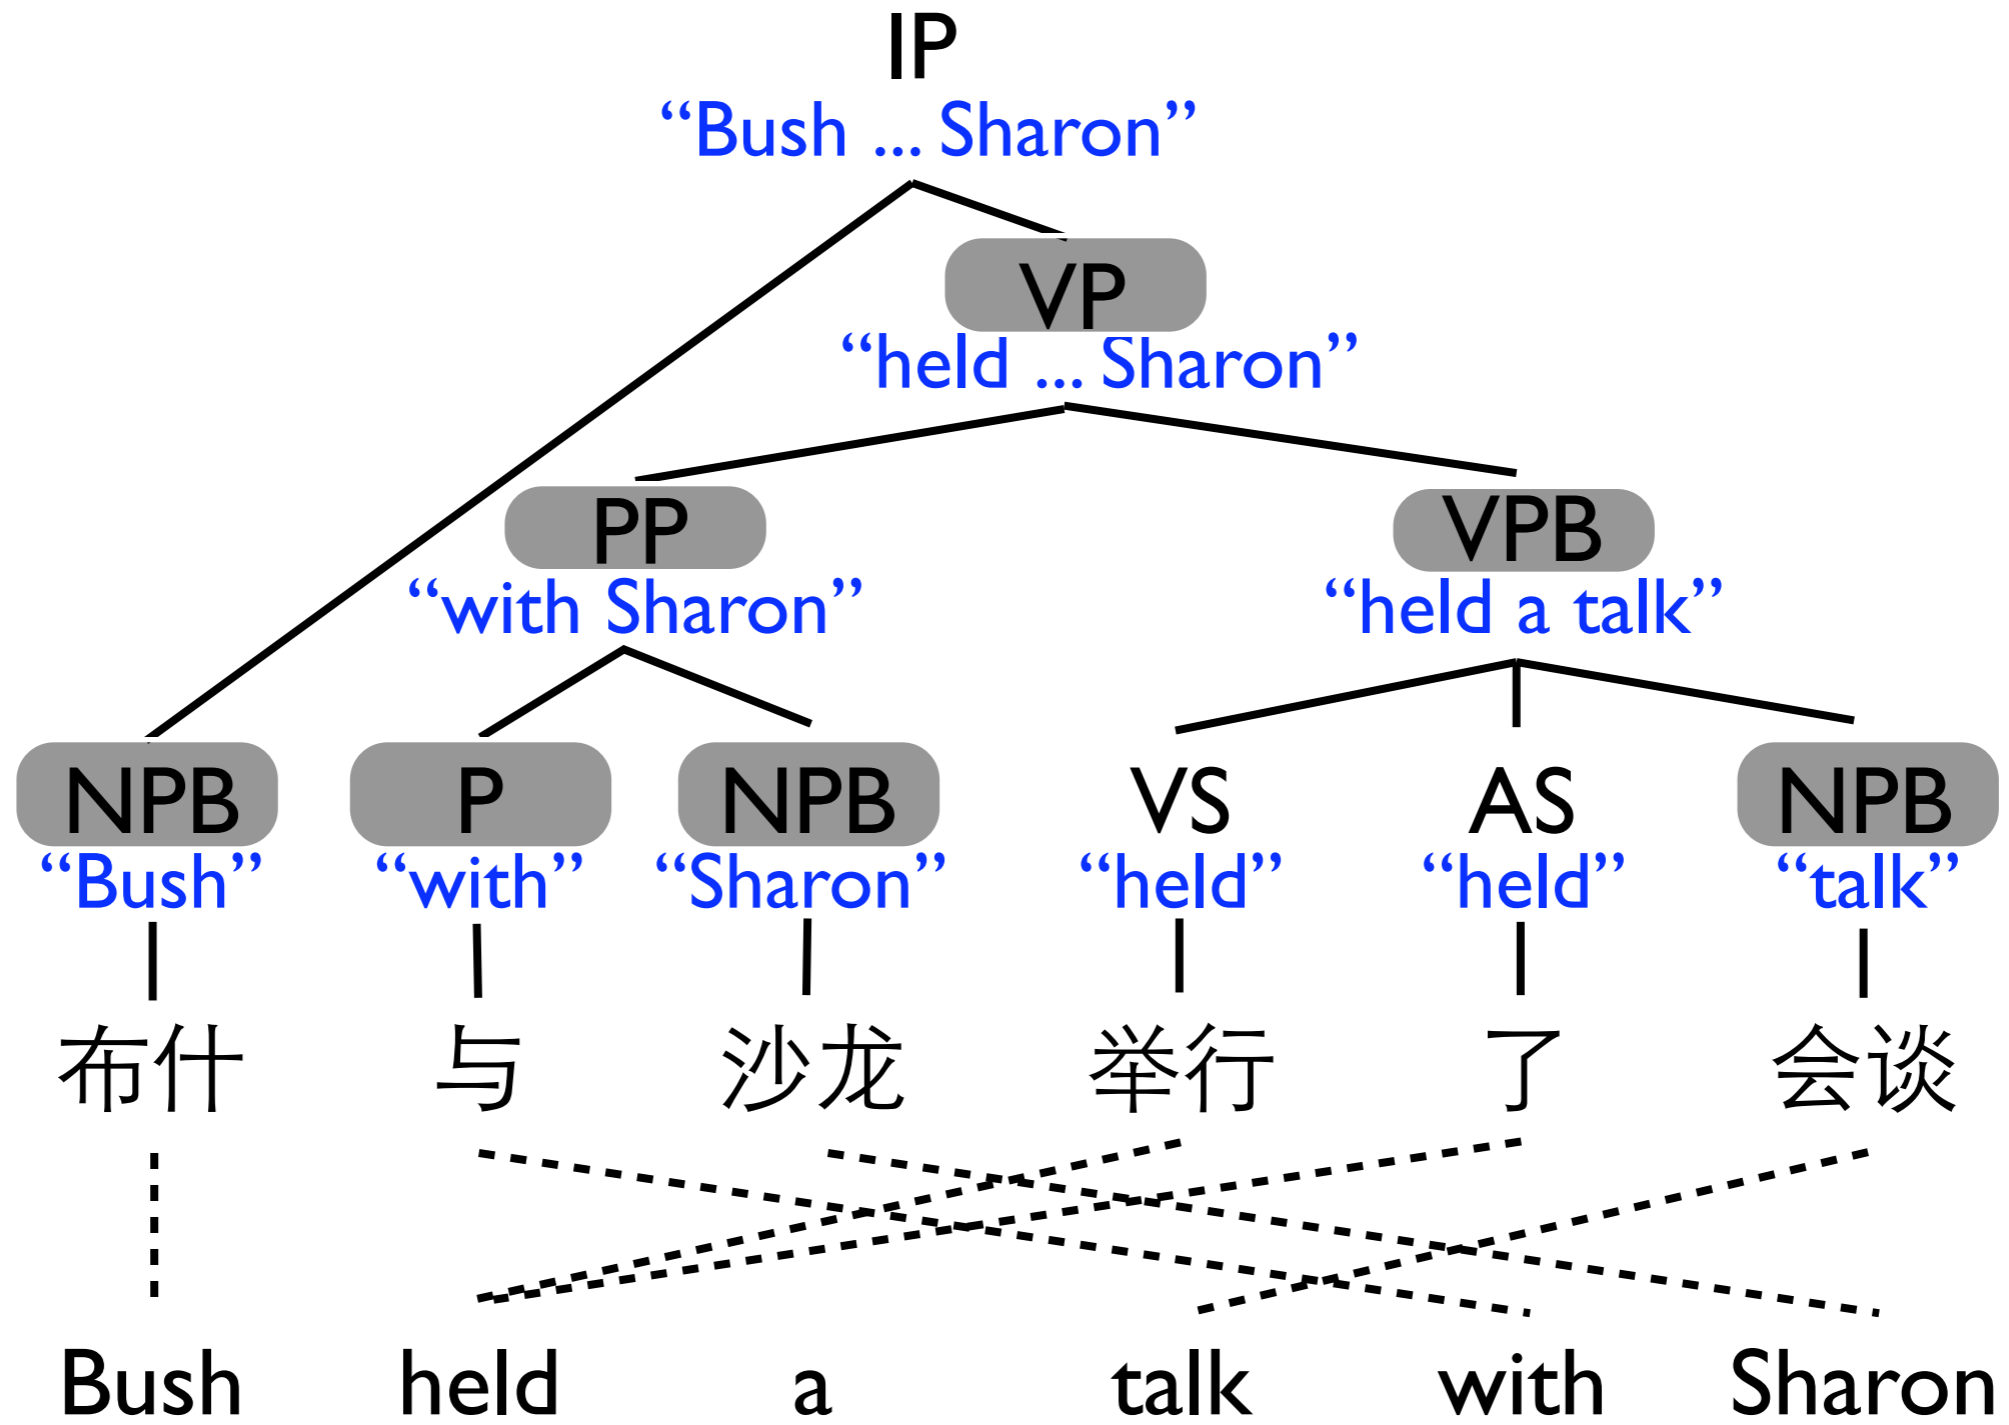 IP
“Bush ... Sharon”
VP
“held ... Sharon”
PP VPB
“with Sharon” “held a talk”
NPB P NPB VS AS NPB
“Bush” “with” “Sharon” “held” “held” “talk”
布什 与 沙龙 举行 了 会谈
Bush held a talk with Sharon